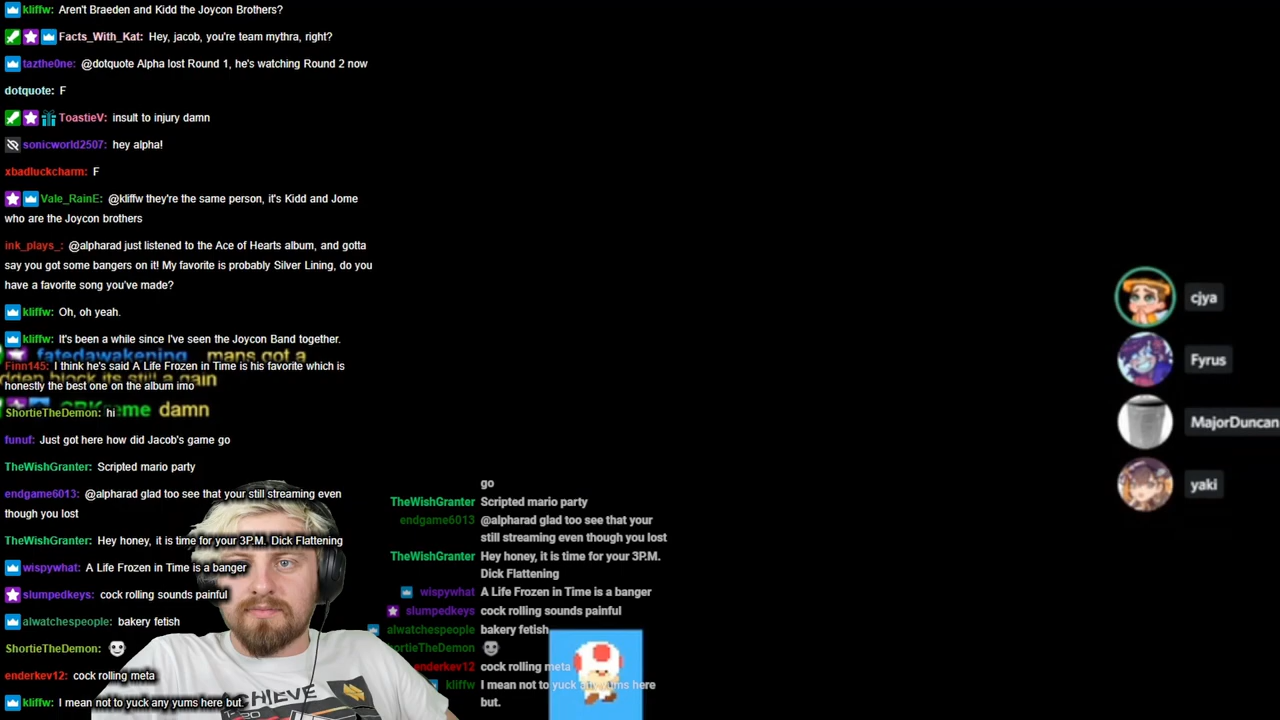 kliffw: Aren't Braeden and Kidd the Joycon Brothers?
Facts_With_Kat: Hey, jacob, you're team mythra, right?
tazthe0ne: @dotquote Alpha lost Round 1, he's watching Round 2 now
dotquote: F
ToastieV: insult to injury damn
sonicworld2507: hey alpha!
xbadluckcharm: F
Vale_RainE: @kliffw they're the same person, it's Kidd and Jome
who are the Joycon brothers
ink_plays_: @alpharad just listened to the Ace of Hearts album, and gotta
say you got some bangers on it! My favorite is probably Silver Lining, do you
have a favorite song you've made?
kliffw: Oh, oh yeah.
kliffw: It's been a while since I've seen the Joycon Band together.
fatedawakening mans got a
Finn145: I think he's said A Life Frozen in Time is his favorite which is
block its still a gain
honestly the best one on the album imo
damn
ShortieTheDemon: hi
funuf: Just got here how did Jacob's game go
TheWishGranter: Scripted mario party
endgame6013: @alpharad glad too see that your still streaming even
though you lost
TheWishGranter: Hey honey, it is time for your 3P.M. Dick Flattening
wispywhat: A Life Frozen in Time is a banger
slumpedkeys: cock rolling sounds painful
alwatchespeople: bakery fetish
ShortieTheDemon: 💀
enderkev12: cock rolling meta
kliffw: I mean not to yuck any yums here but.
ACHIEVE
go
TheWishGranter Scripted mario party
endgame6013 @alpharad glad too see that your
still streaming even though you lost
TheWishGranter Hey honey, it is time for your 3P.M.
Dick Flattening
wispywhat A Life Frozen in Time is a banger
slumpedkeys cock rolling sounds painful
alwatchespeople bakery fetish
ortieTheDemon 💀
enderkev12 cock rolling meta
kliffw I mean not to yuck any yums here
but.
cjya
Fyrus
MajorDuncan
yaki